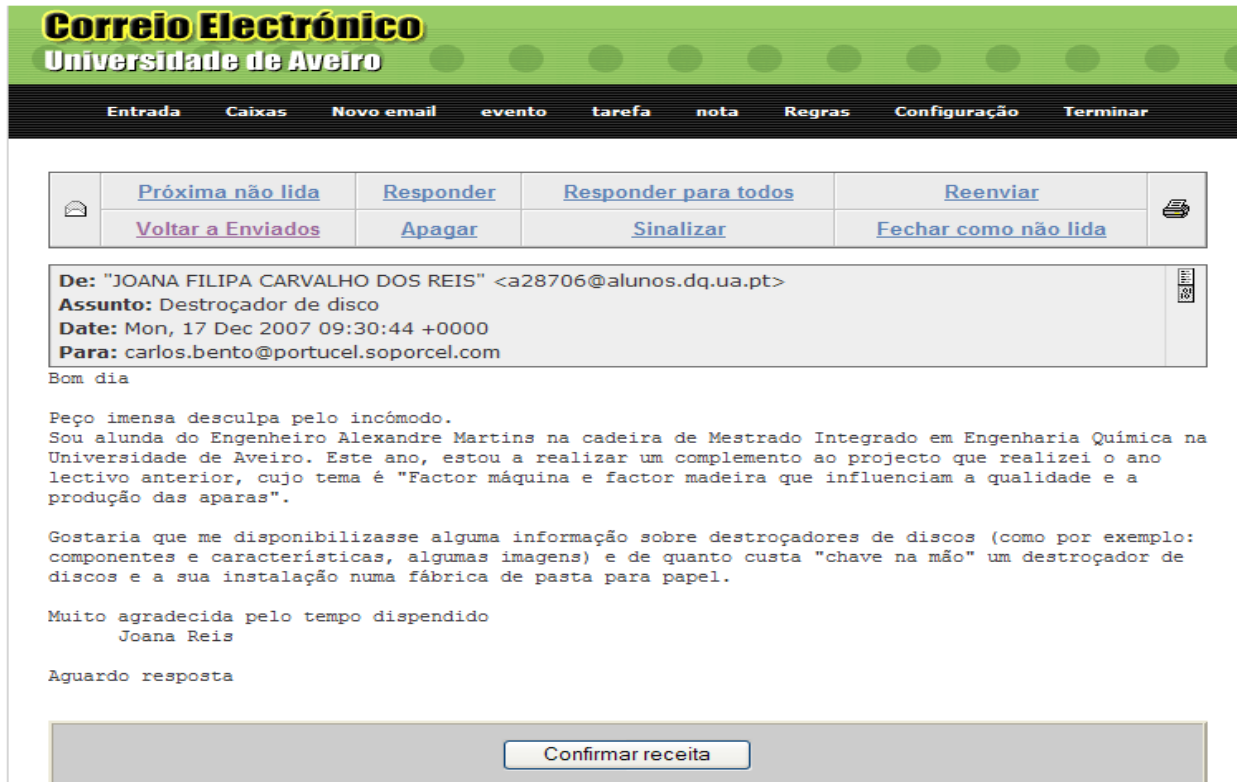 Correio Electrónico
Universidade de Aveiro
Entrada Caixas Novo email evento tarefa nota Regras Configuração Terminar
Próxima não lida Responder Responder para todos Reenviar
Voltar a Enviados Apagar Sinalizar Fechar como não lida
De: "JOANA FILIPA CARVALHO DOS REIS" <a28706@alunos.dq.ua.pt>
Assunto: Destroçador de disco
Date: Mon, 17 Dec 2007 09:30:44 +0000
Para: carlos.bento@portucel.soporcel.com
Bom dia
Peço imensa desculpa pelo incómodo.
Sou alunda do Engenheiro Alexandre Martins na cadeira de Mestrado Integrado em Engenharia Química na
Universidade de Aveiro. Este ano, estou a realizar um complemento ao projecto que realizei o ano
lectivo anterior, cujo tema é "Factor máquina e factor madeira que influenciam a qualidade e a
produção das aparas".
Gostaria que me disponibilizasse alguma informação sobre destroçadores de discos (como por exemplo:
componentes e características, algumas imagens) e de quanto custa "chave na mão" um destroçador de
discos e a sua instalação numa fábrica de pasta para papel.
Muito agradecida pelo tempo dispendido
Joana Reis
Aguardo resposta
Confirmar receita